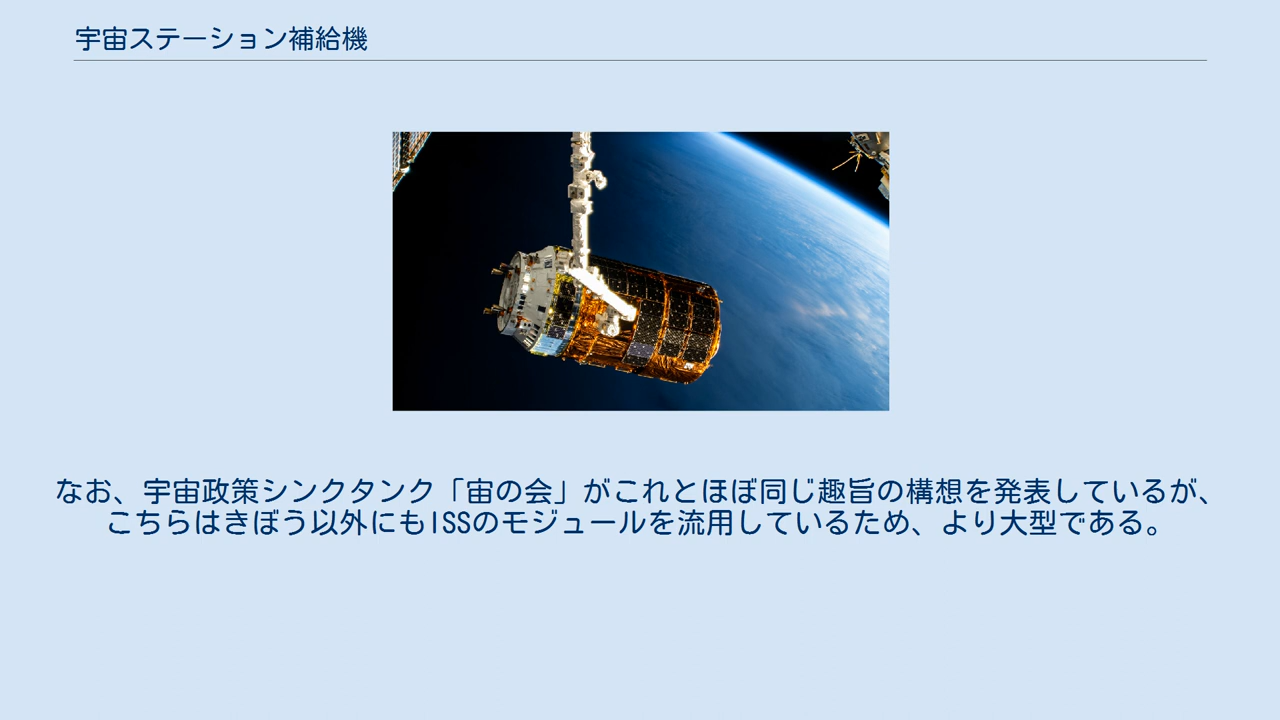 宇宙ステーション補給機
なお、宇宙政策シンクタンク「宙の会」がこれとほぼ同じ趣旨の構想を発表しているが、
こちらはきぼう以外にもISSのモジュールを流用しているため、より大型である。